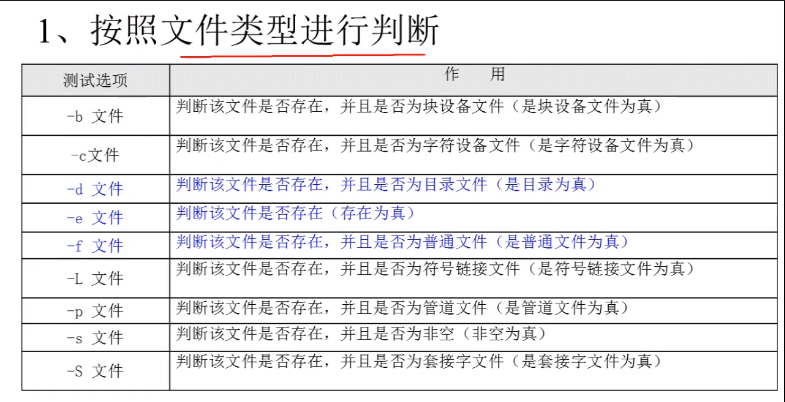 1、按照文件类型进行判断
测试选项 作 用
-b 文件 判断该文件是否存在，并且是否为块设备文件（是块设备文件为真）
-c文件 判断该文件是否存在，并且是否为字符设备文件（是字符设备文件为真）
-d 文件 判断该文件是否存在，并且是否为目录文件（是目录为真）
-e 文件 判断该文件是否存在（存在为真）
-f 文件 判断该文件是否存在，并且是否为普通文件（是普通文件为真）
-L 文件 判断该文件是否存在，并且是否为符号链接文件（是符号链接文件为真）
-p 文件 判断该文件是否存在，并且是否为管道文件（是管道文件为真）
-s 文件 判断该文件是否存在，并且是否为非空（非空为真）
-S 文件 判断该文件是否存在，并且是否为套接字文件（是套接字文件为真）